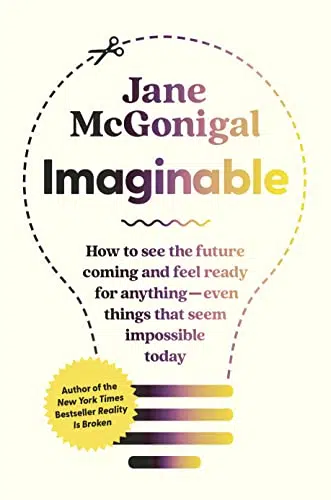 Jane
McGonigal
Imaginable
How to see the future
coming and feel ready
for anything—even
things that seem
impossible
today
Author of the
New York Times
Bestseller Reality
Is Broken